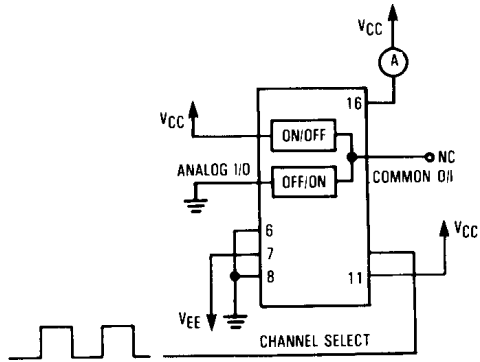 VCC
A
16
VCC
ON/OFF
NC
ANALOG I/O
OFF/ON
COMMON O/I
6
VCC
7
8
11
VEE
CHANNEL SELECT